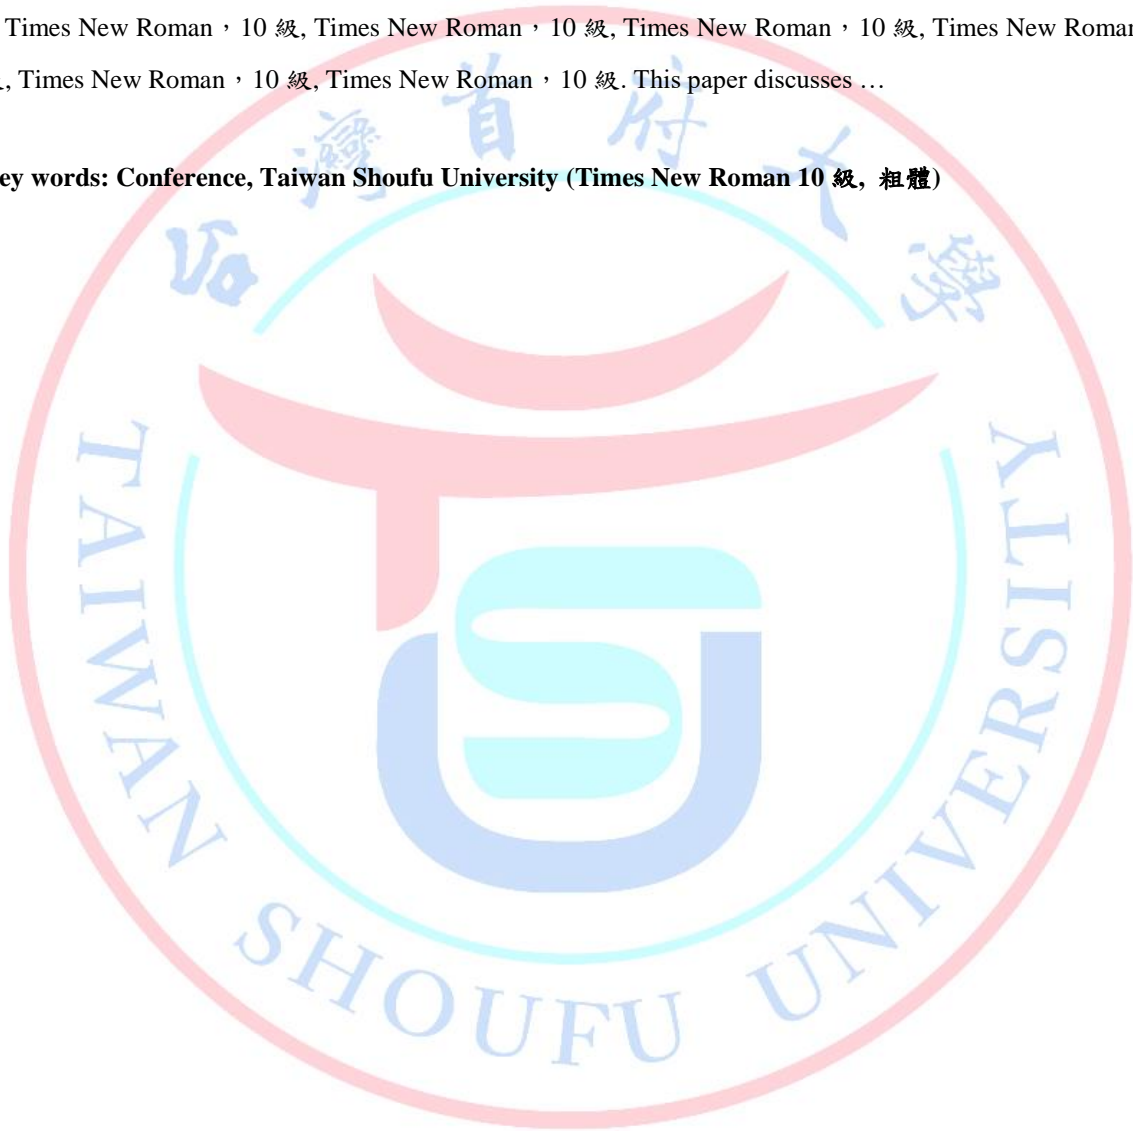 Times New Roman，10 級, Times New Roman，10 級, Times New Roman，10 級, Times New Roman
, Times New Roman，10 級, Times New Roman，10 級. This paper discusses …
ey words: Conference, Taiwan Shoufu University (Times New Roman 10 級, 粗體)
台灣首府大學
TAIWAN SHOUFU UNIVERSITY